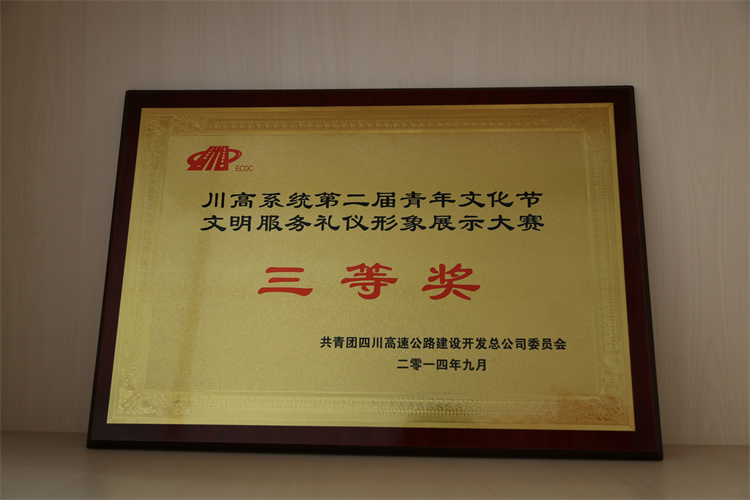 ECDC
川高系统第二届青年文化节
文明服务礼仪形象展示大赛
三等奖
共青团四川高速公路建设开发总公司委员会
二零一四年九月